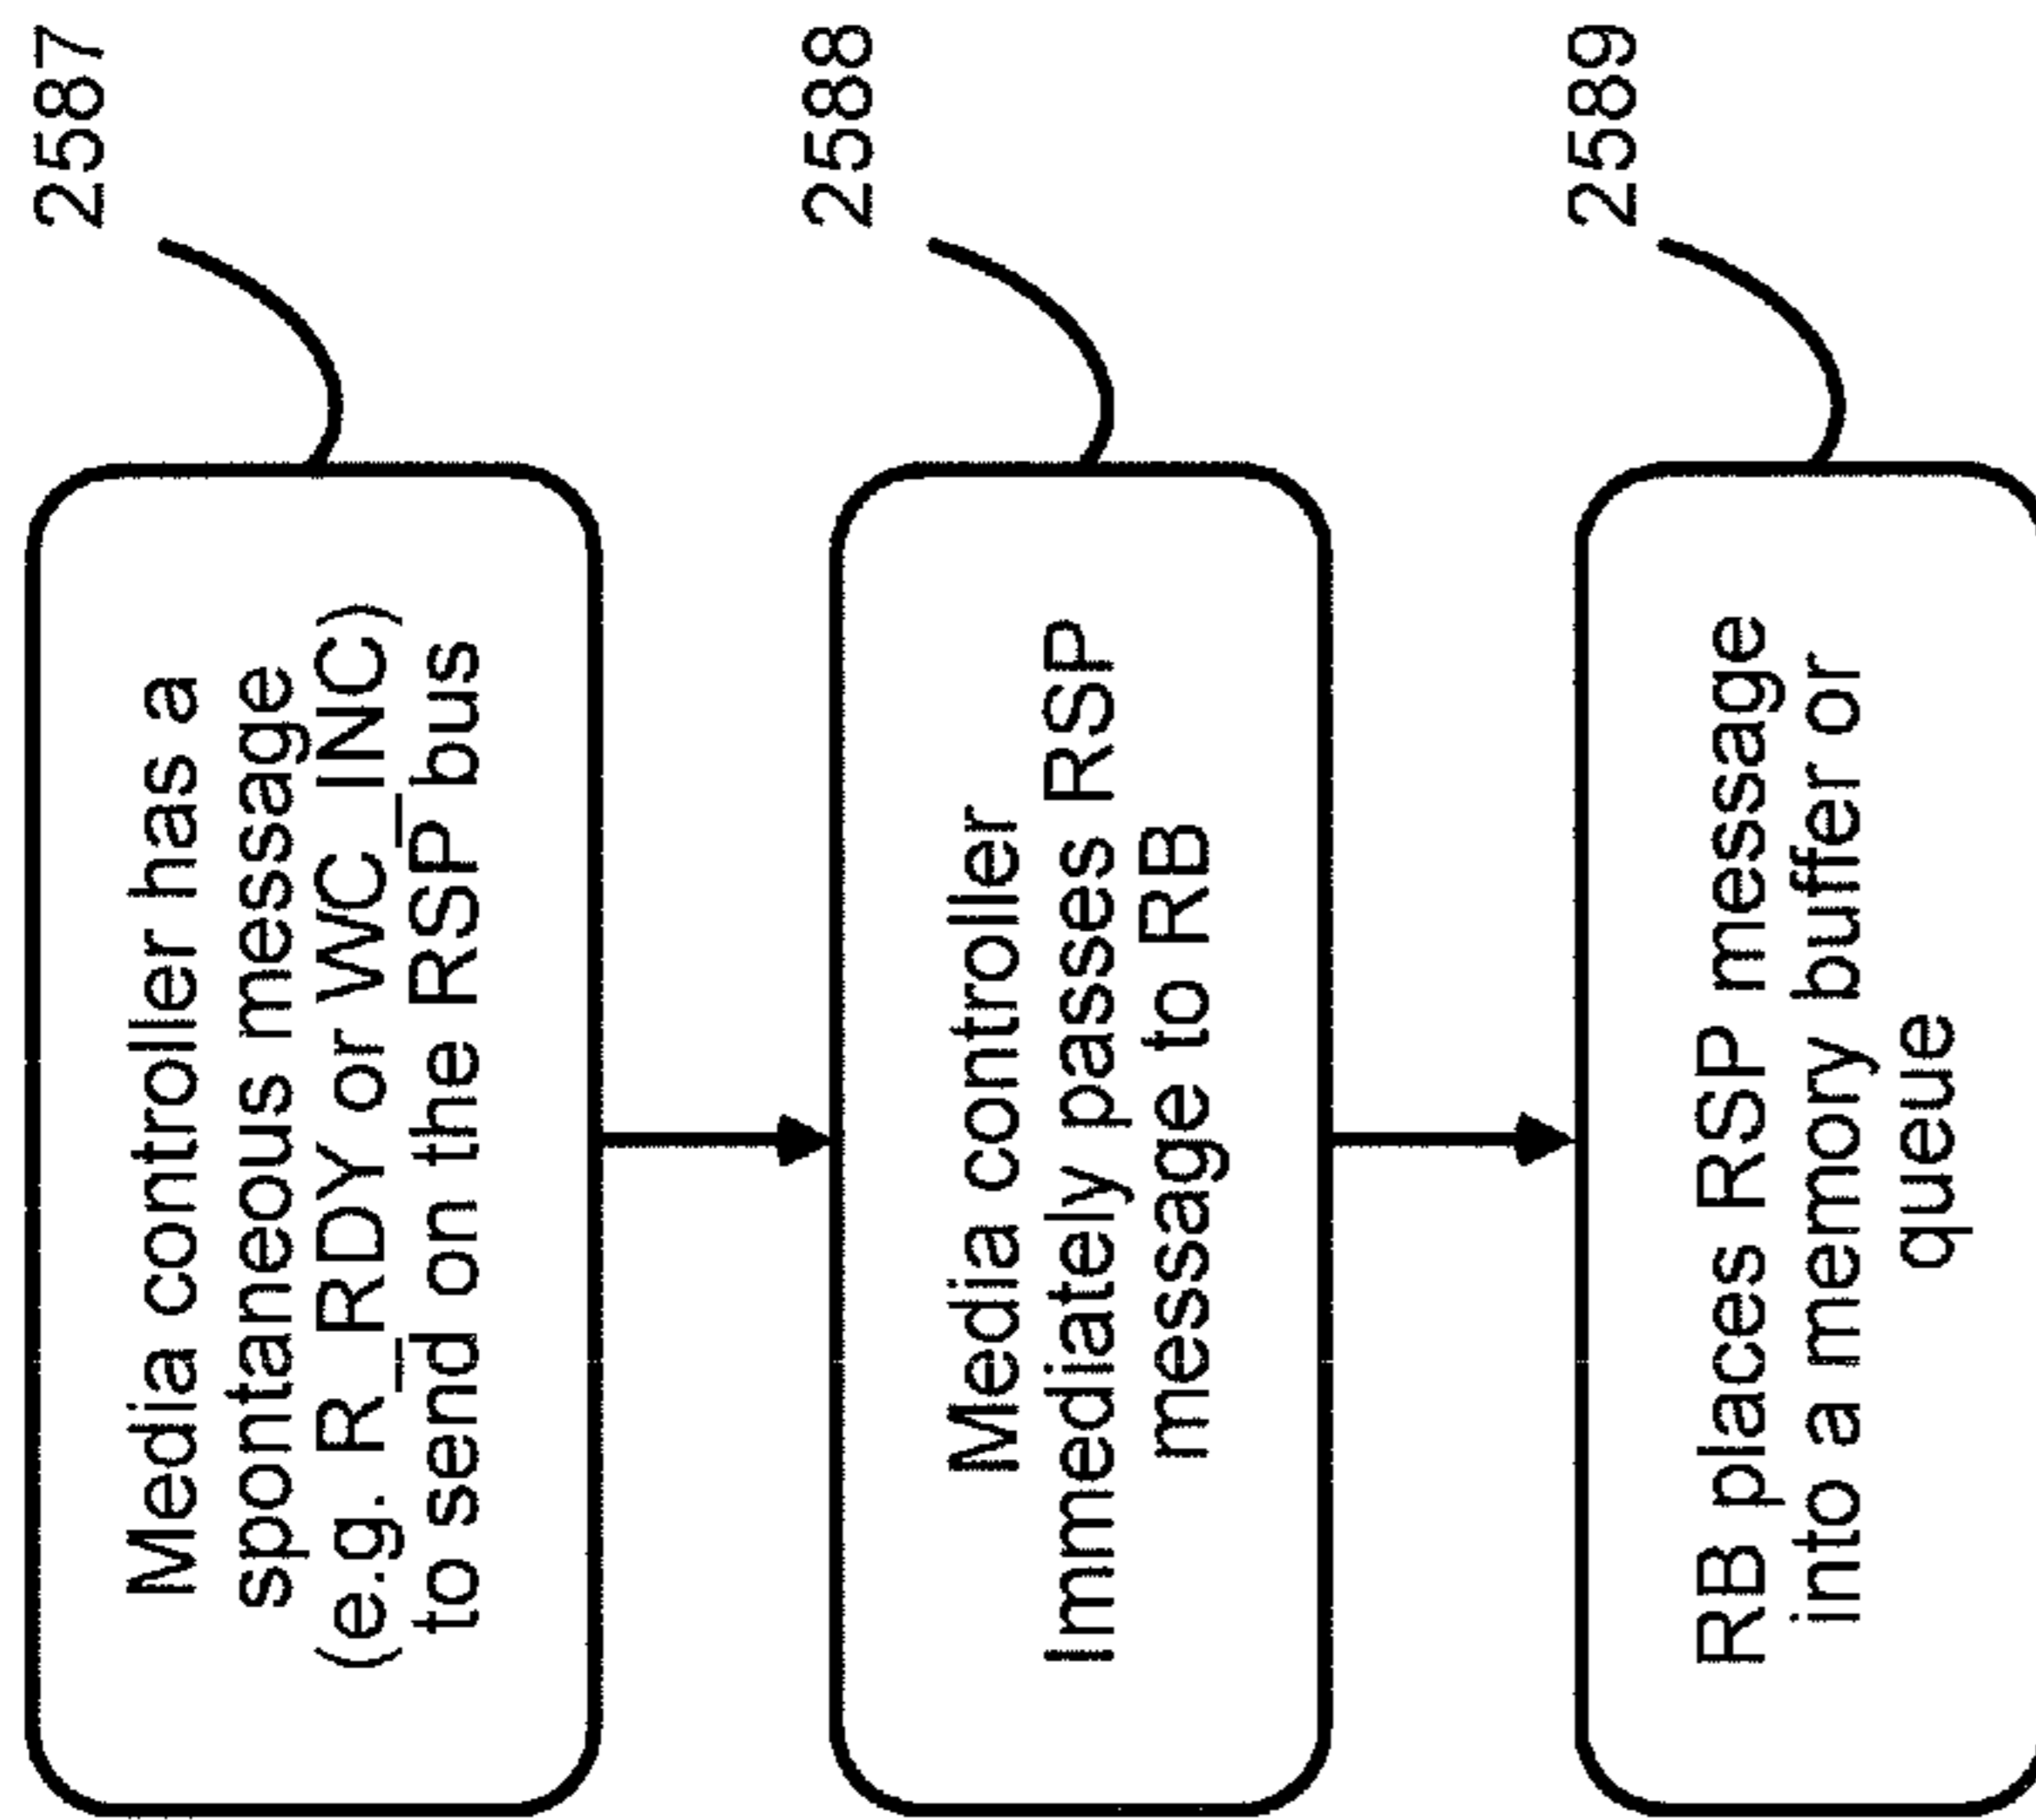 2587
Media controller has a
spontaneous message
(e.g. R_RDY or WC_INC)
to send on the RSP bus
2588
Media controller
Immediately passes RSP
message to RB
2589
RB places RSP message
into a memory buffer or
queue